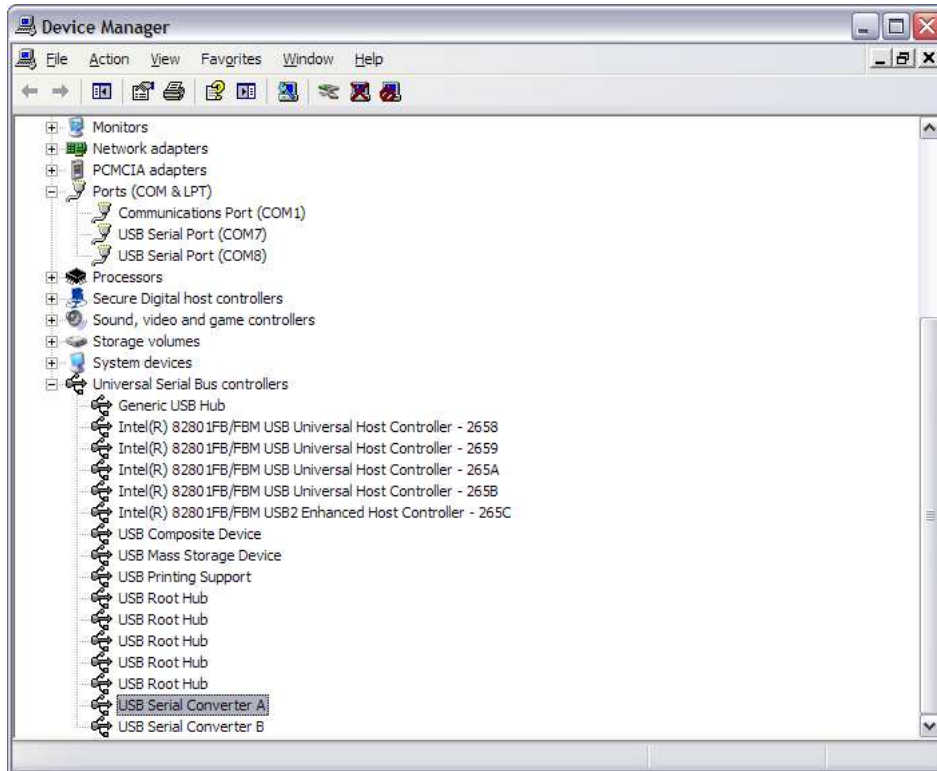 Device Manager
File Action View Favorites Window Help
Monitors
Network adapters
PCMCIA adapters
Ports (COM & LPT)
Communications Port (COM1)
USB Serial Port (COM7)
USB Serial Port (COM8)
Processors
Secure Digital host controllers
Sound, video and game controllers
Storage volumes
System devices
Universal Serial Bus controllers
Generic USB Hub
Intel(R) 82801FB/FBM USB Universal Host Controller - 2658
Intel(R) 82801FB/FBM USB Universal Host Controller - 2659
Intel(R) 82801FB/FBM USB Universal Host Controller - 265A
Intel(R) 82801FB/FBM USB Universal Host Controller - 265B
Intel(R) 82801FB/FBM USB2 Enhanced Host Controller - 265C
USB Composite Device
USB Mass Storage Device
USB Printing Support
USB Root Hub
USB Root Hub
USB Root Hub
USB Root Hub
USB Root Hub
USB Serial Converter A
USB Serial Converter B